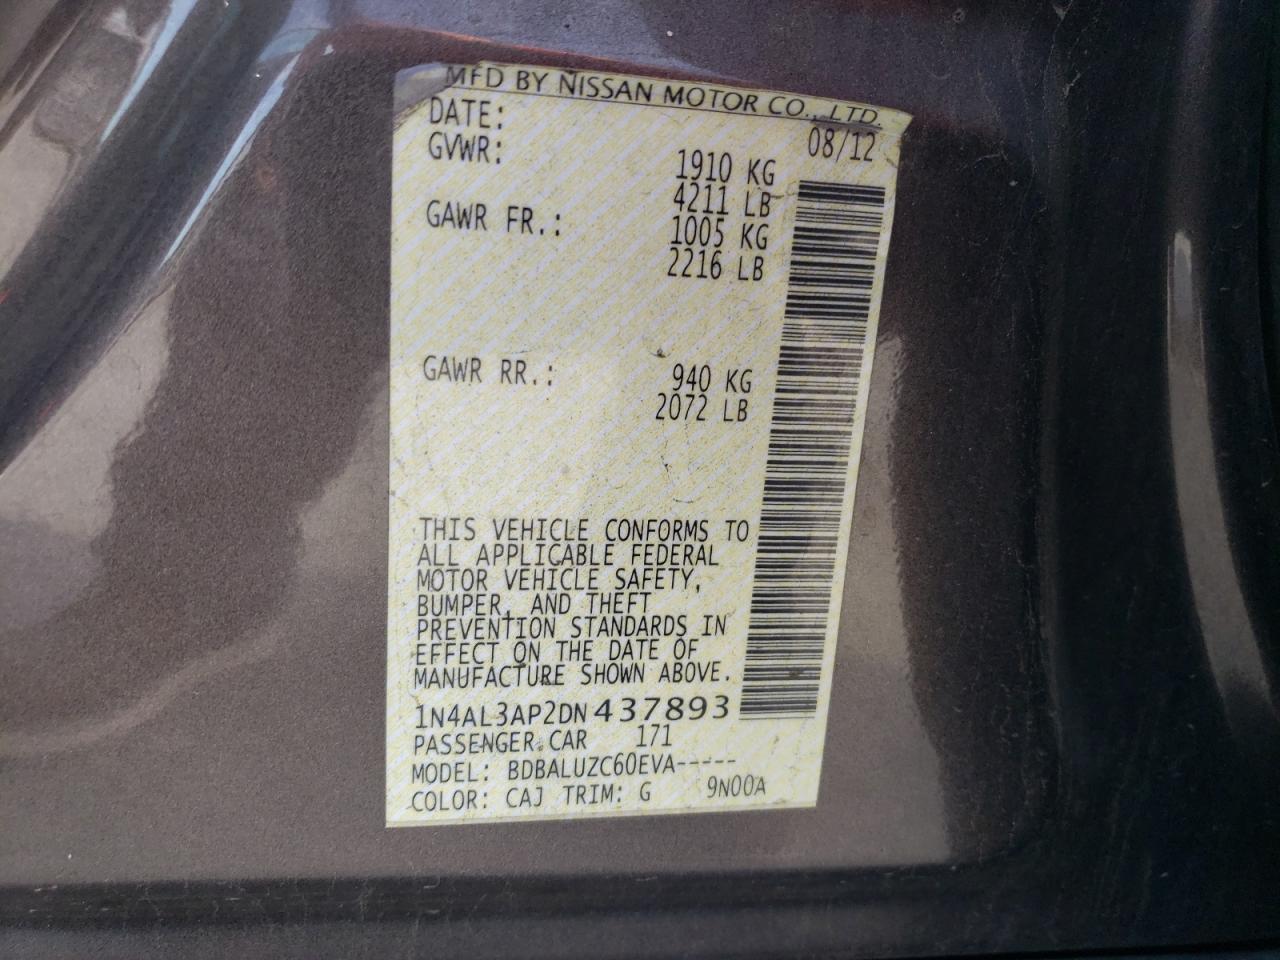 MFD BY NISSAN MOTOR CO., LTD.
DATE: 08/12
GVWR: 1910 KG
4211 LB
GAWR FR.: 1005 KG
2216 LB
GAWR RR.: 940 KG
2072 LB
THIS VEHICLE CONFORMS TO
ALL APPLICABLE FEDERAL
MOTOR VEHICLE SAFETY,
BUMPER, AND THEFT
PREVENTION STANDARDS IN
EFFECT ON THE DATE OF
MANUFACTURE SHOWN ABOVE.
1N4AL3AP2DN437893
PASSENGER CAR 171
MODEL: BDBALUZC60EVA-----
COLOR: CAJ TRIM: G 9N00A